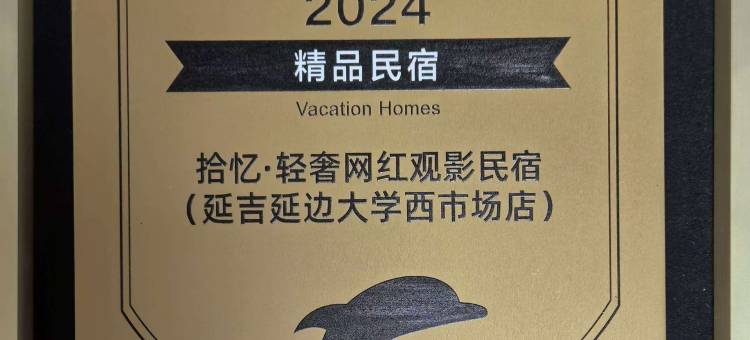 2024
精品民宿
Vacation Homes
拾忆·轻奢网红观影民宿
（延吉延边大学西市场店）